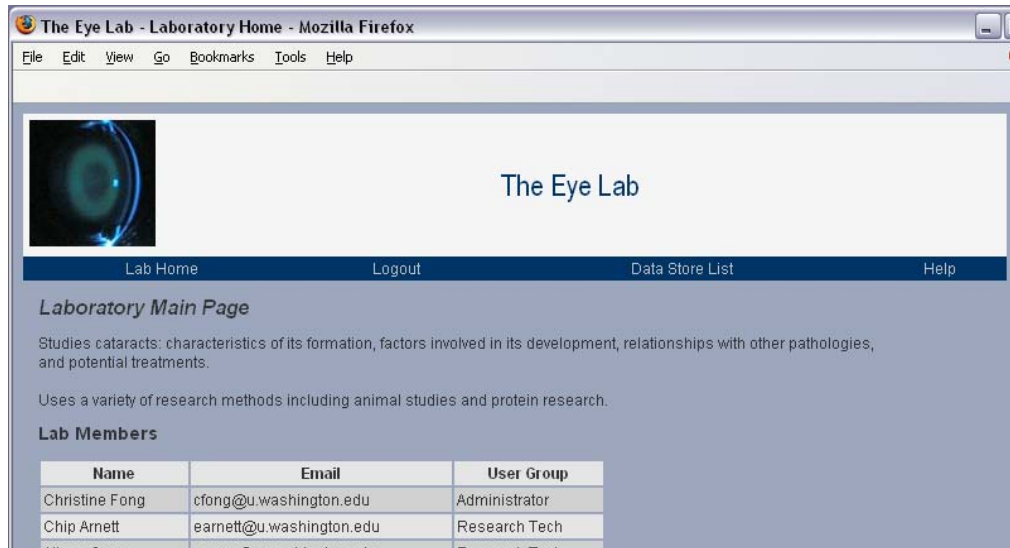 The Eye Lab - Laboratory Home - Mozilla Firefox
File Edit View Go Bookmarks Tools Help
The Eye Lab
Lab Home Logout Data Store List Help
Laboratory Main Page
Studies cataracts: characteristics of its formation, factors involved in its development, relationships with other pathologies,
and potential treatments.
Uses a variety of research methods including animal studies and protein research.
Lab Members
Name Email User Group
Christine Fong cfong@u.washington.edu Administrator
Chip Arnett earnett@u.washington.edu Research Tech